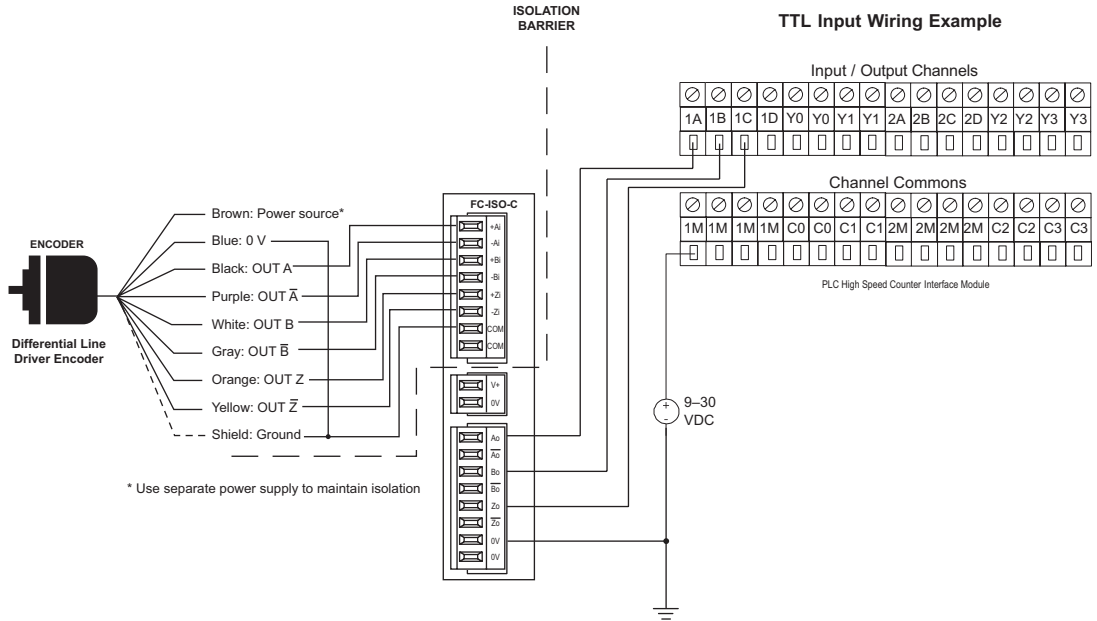 ISOLATION
BARRIER
TTL Input Wiring Example
Input / Output Channels
1A 1B 1C 1D Y0 Y0 Y1 Y1 2A 2B 2C 2D Y2 Y2 Y3 Y3
Channel Commons
1M 1M 1M 1M C0 C0 C1 C1 2M 2M 2M 2M C2 C2 C3 C3
PLC High Speed Counter Interface Module
FC-ISO-C
+Ai
-Ai
+Bi
-Bi
+Zi
-Zi
COM
COM
V+
0V
Ao
A̅o̅
Bo
B̅o̅
Zo
Z̅o̅
0V
0V
ENCODER
Differential Line
Driver Encoder
Brown: Power source*
Blue: 0 V
Black: OUT A
Purple: OUT A̅
White: OUT B
Gray: OUT B̅
Orange: OUT Z
Yellow: OUT Z̅
Shield: Ground
* Use separate power supply to maintain isolation
+
-
9–30
VDC